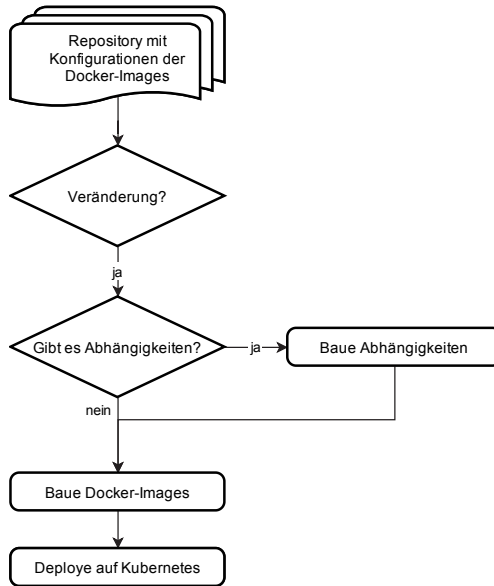 Repository mit
Konfigurationen der
Docker-Images
Veränderung?
ja
Gibt es Abhängigkeiten?
ja
Baue Abhängigkeiten
nein
Baue Docker-Images
Deploye auf Kubernetes